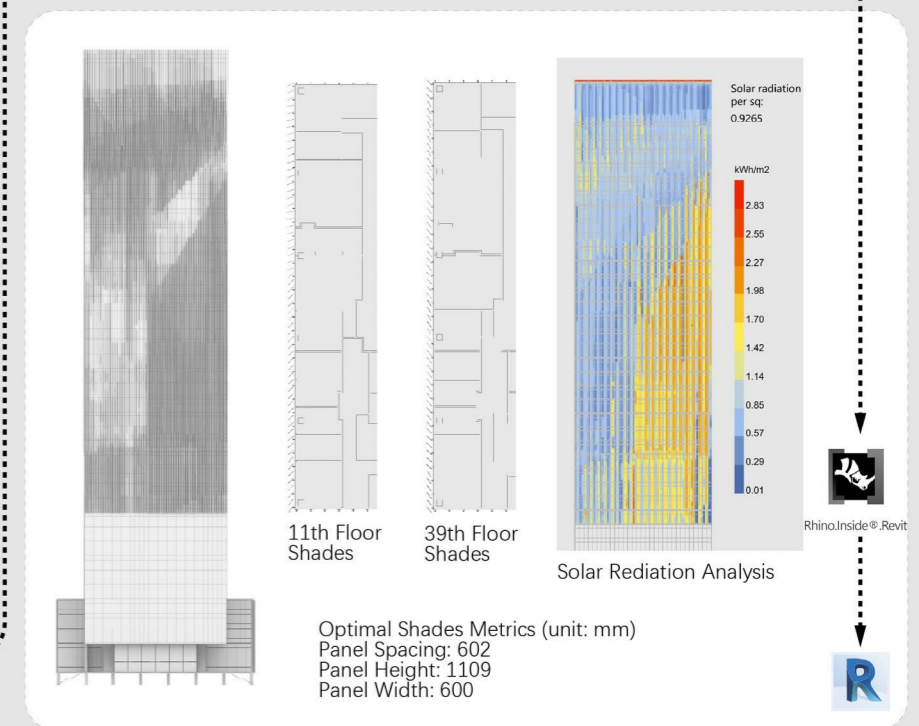 Solar radiation
per sq:
0.9265
kWh/m2
2.83
2.55
2.27
1.98
1.70
1.42
1.14
0.85
0.57
0.29
0.01
11th Floor
Shades
39th Floor
Shades
Solar Rediation Analysis
Rhino.Inside®.Revit
Optimal Shades Metrics (unit: mm)
Panel Spacing: 602
Panel Height: 1109
Panel Width: 600
R